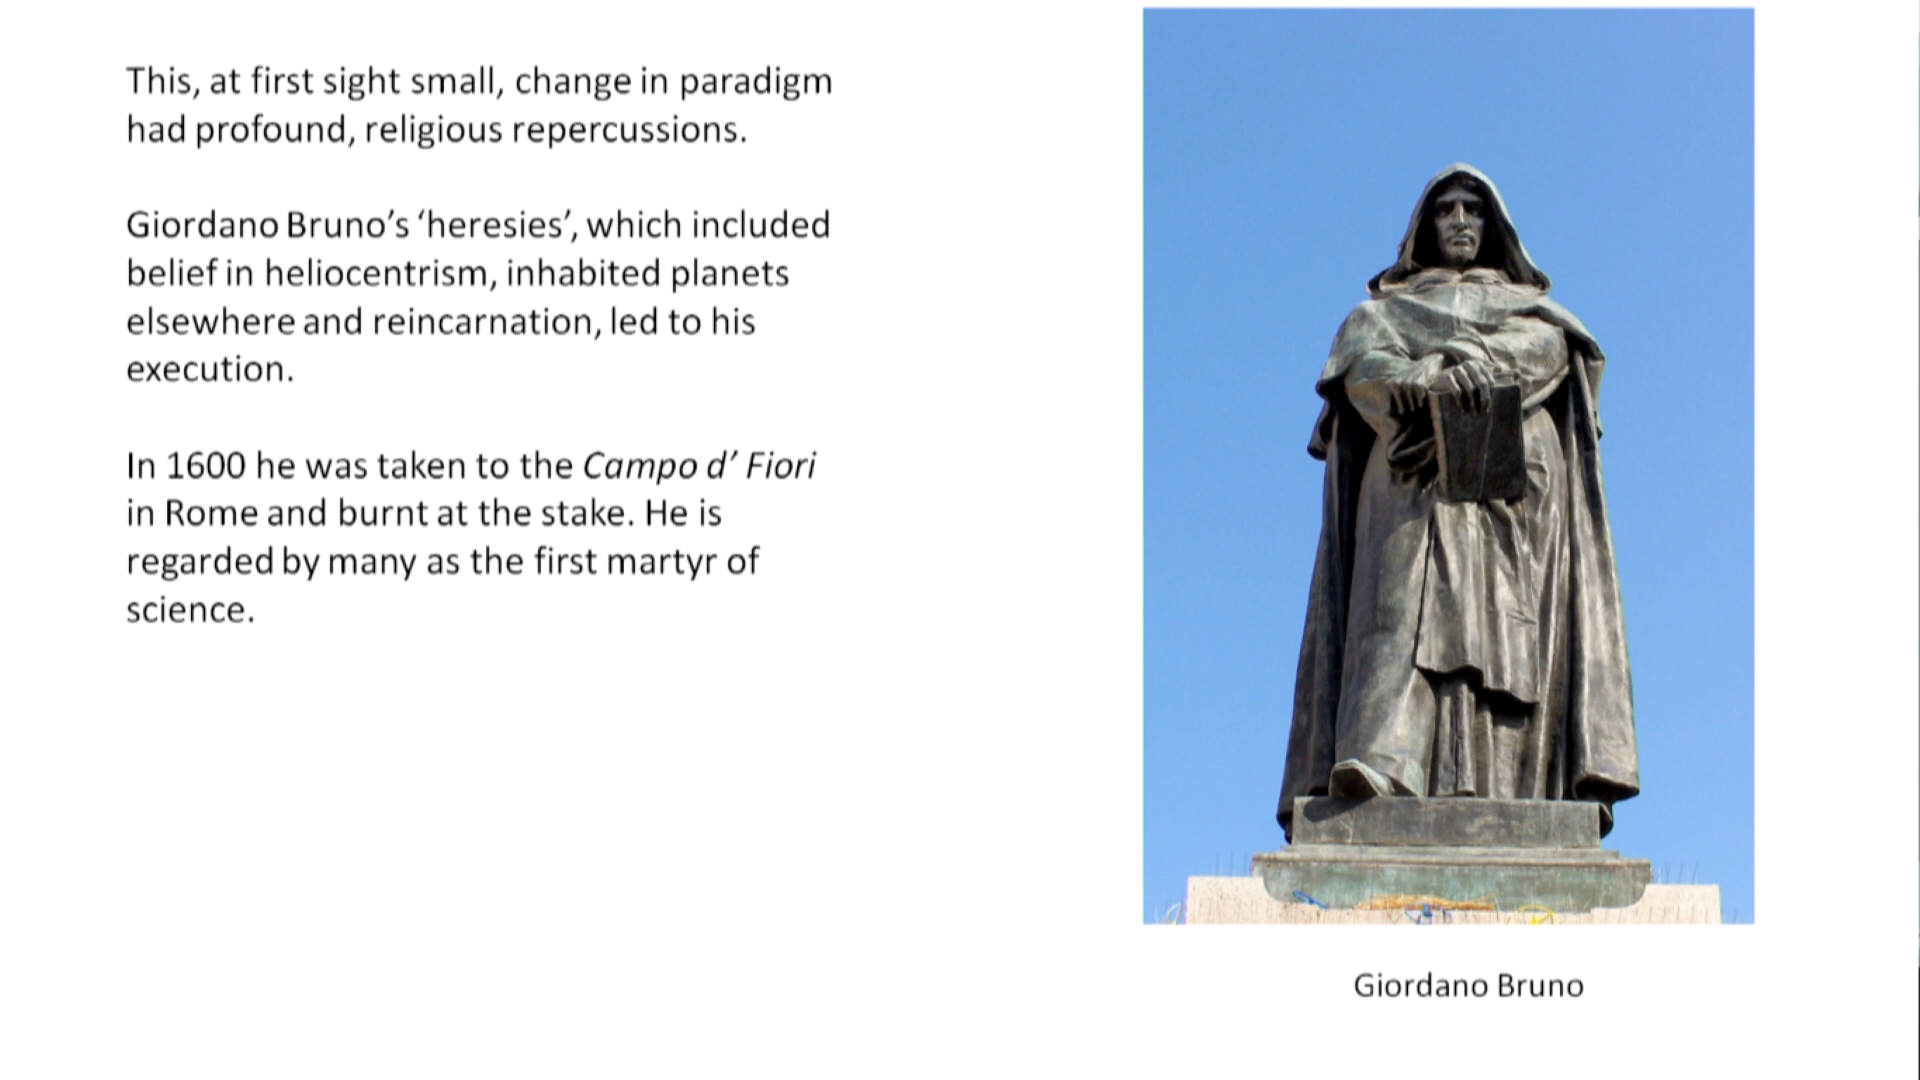 This, at first sight small, change in paradigm
had profound, religious repercussions.
Giordano Bruno’s ‘heresies’, which included
belief in heliocentrism, inhabited planets
elsewhere and reincarnation, led to his
execution.
In 1600 he was taken to the Campo d’ Fiori
in Rome and burnt at the stake. He is
regarded by many as the first martyr of
science.
Giordano Bruno